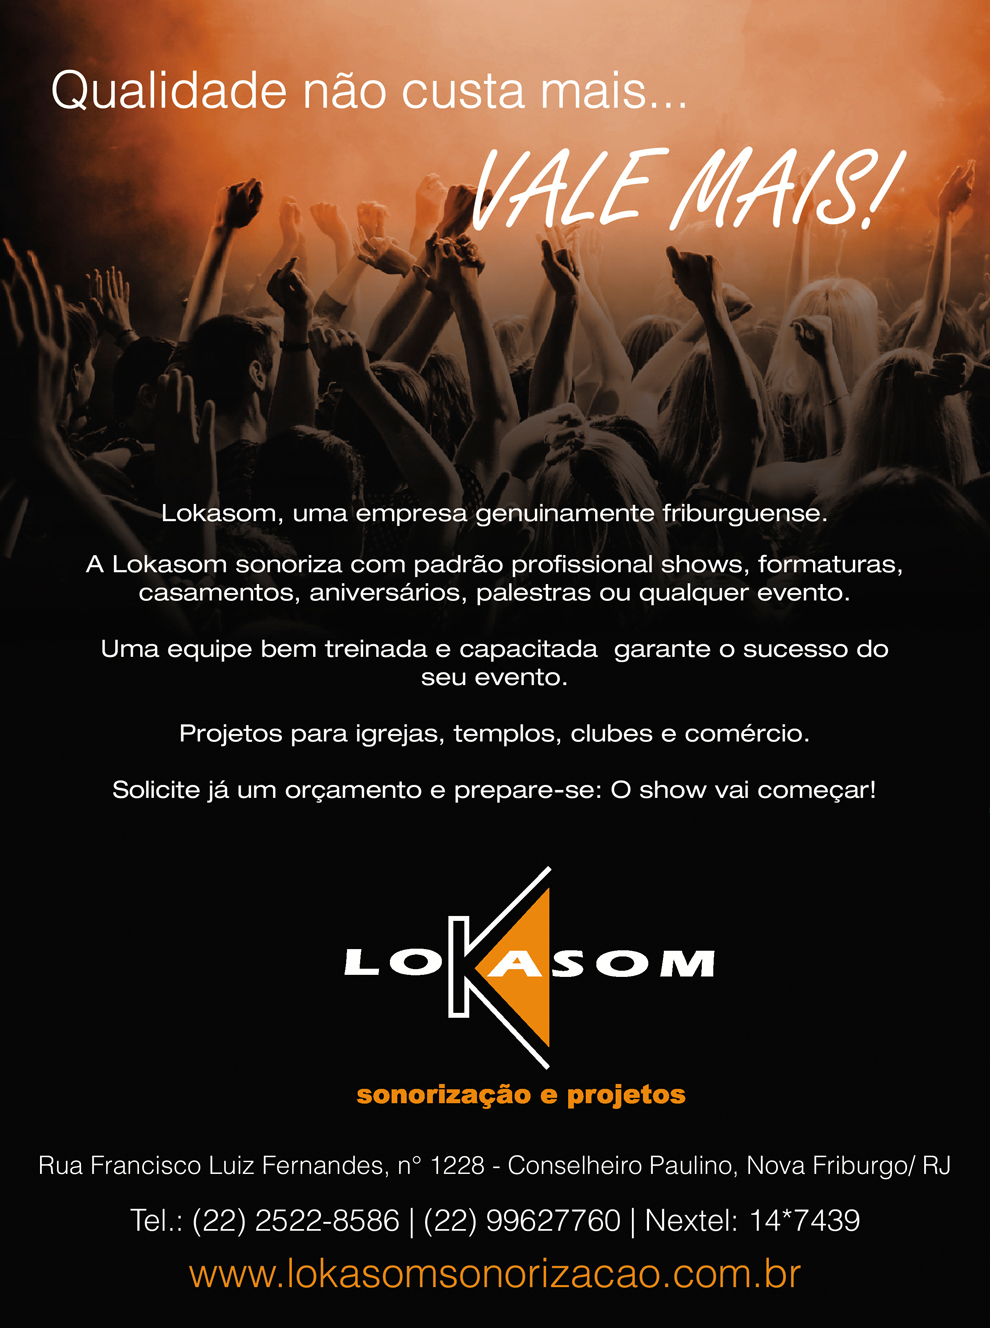 Qualidade não custa mais...
VALE MAIS!
Lokasom, uma empresa genuinamente friburguense.
A Lokasom sonoriza com padrão profissional shows, formaturas,
casamentos, aniversários, palestras ou qualquer evento.
Uma equipe bem treinada e capacitada  garante o sucesso do
seu evento.
Projetos para igrejas, templos, clubes e comércio.
Solicite já um orçamento e prepare-se: O show vai começar!
LOKASOM
sonorização e projetos
Rua Francisco Luiz Fernandes, n° 1228 - Conselheiro Paulino, Nova Friburgo/ RJ
Tel.: (22) 2522-8586 | (22) 99627760 | Nextel: 14*7439
www.lokasomsonorizacao.com.br